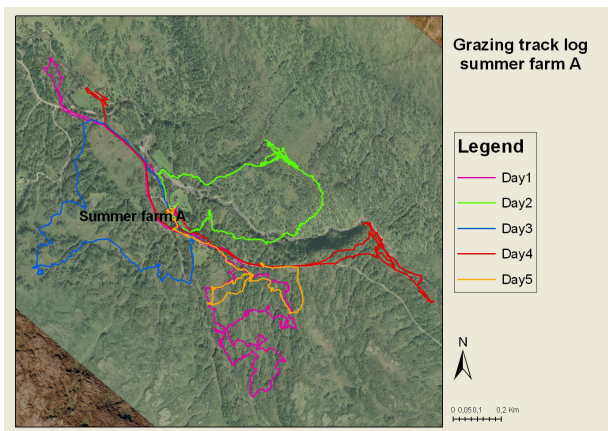 Grazing track log
summer farm A
Summer farm A
Legend
Day1
Day2
Day3
Day4
Day5
N
0 0,050,1 0,2 Km